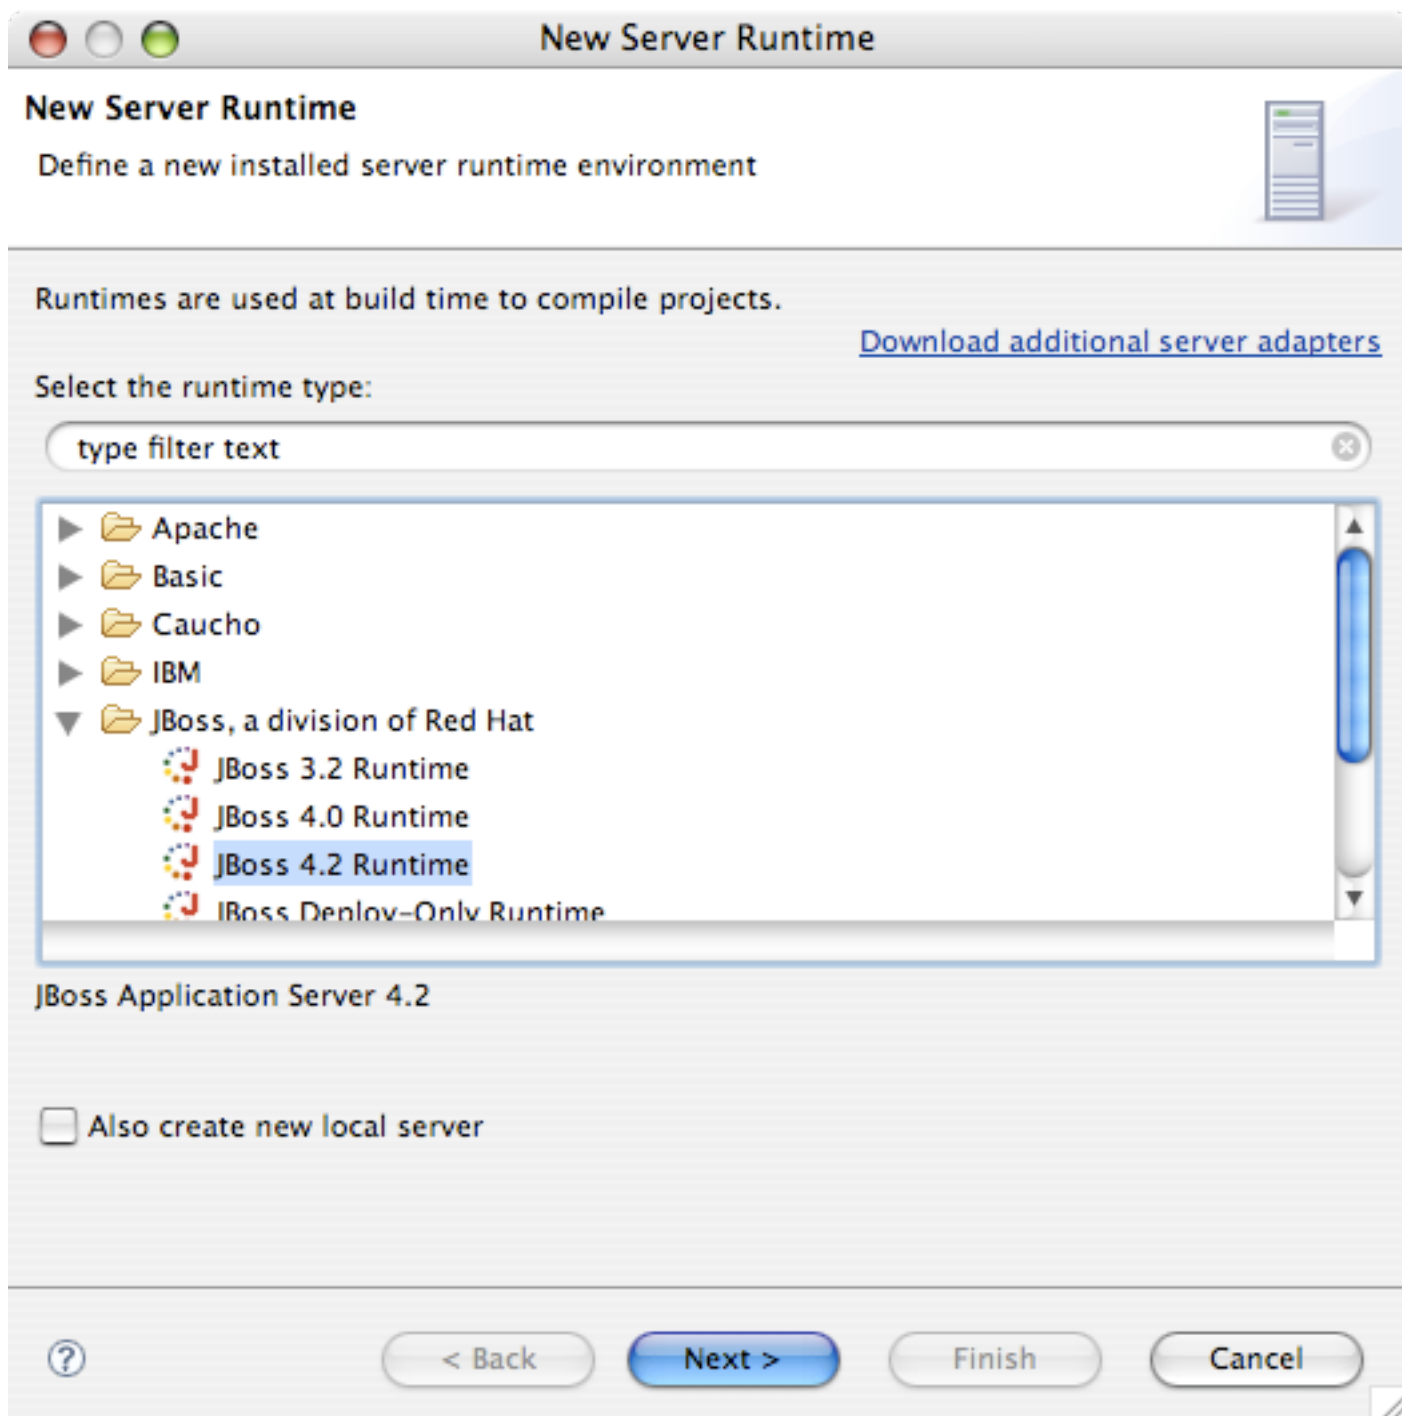 New Server Runtime
New Server Runtime
Define a new installed server runtime environment
Runtimes are used at build time to compile projects.
Download additional server adapters
Select the runtime type:
type filter text
Apache
Basic
Caucho
IBM
JBoss, a division of Red Hat
JBoss 3.2 Runtime
JBoss 4.0 Runtime
JBoss 4.2 Runtime
JBoss Deploy-Only Runtime
JBoss Application Server 4.2
Also create new local server
? < Back Next > Finish Cancel